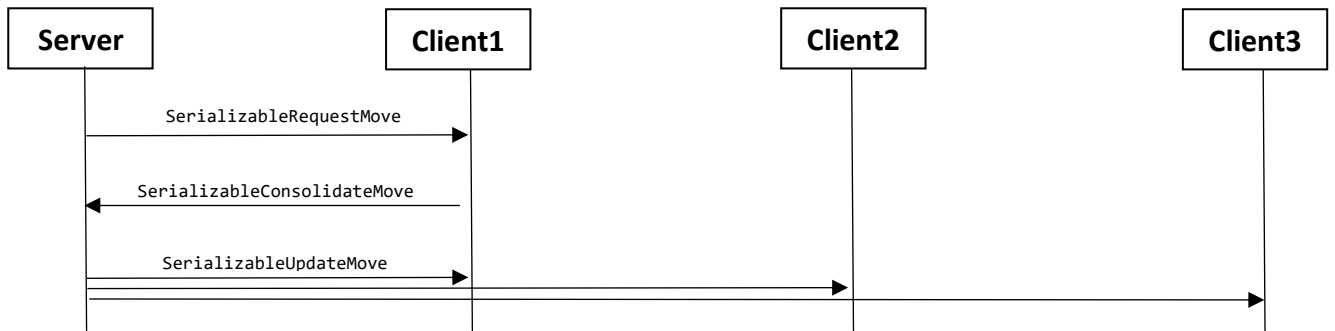 Server
Client1
Client2
Client3
SerializableRequestMove
SerializableConsolidateMove
SerializableUpdateMove